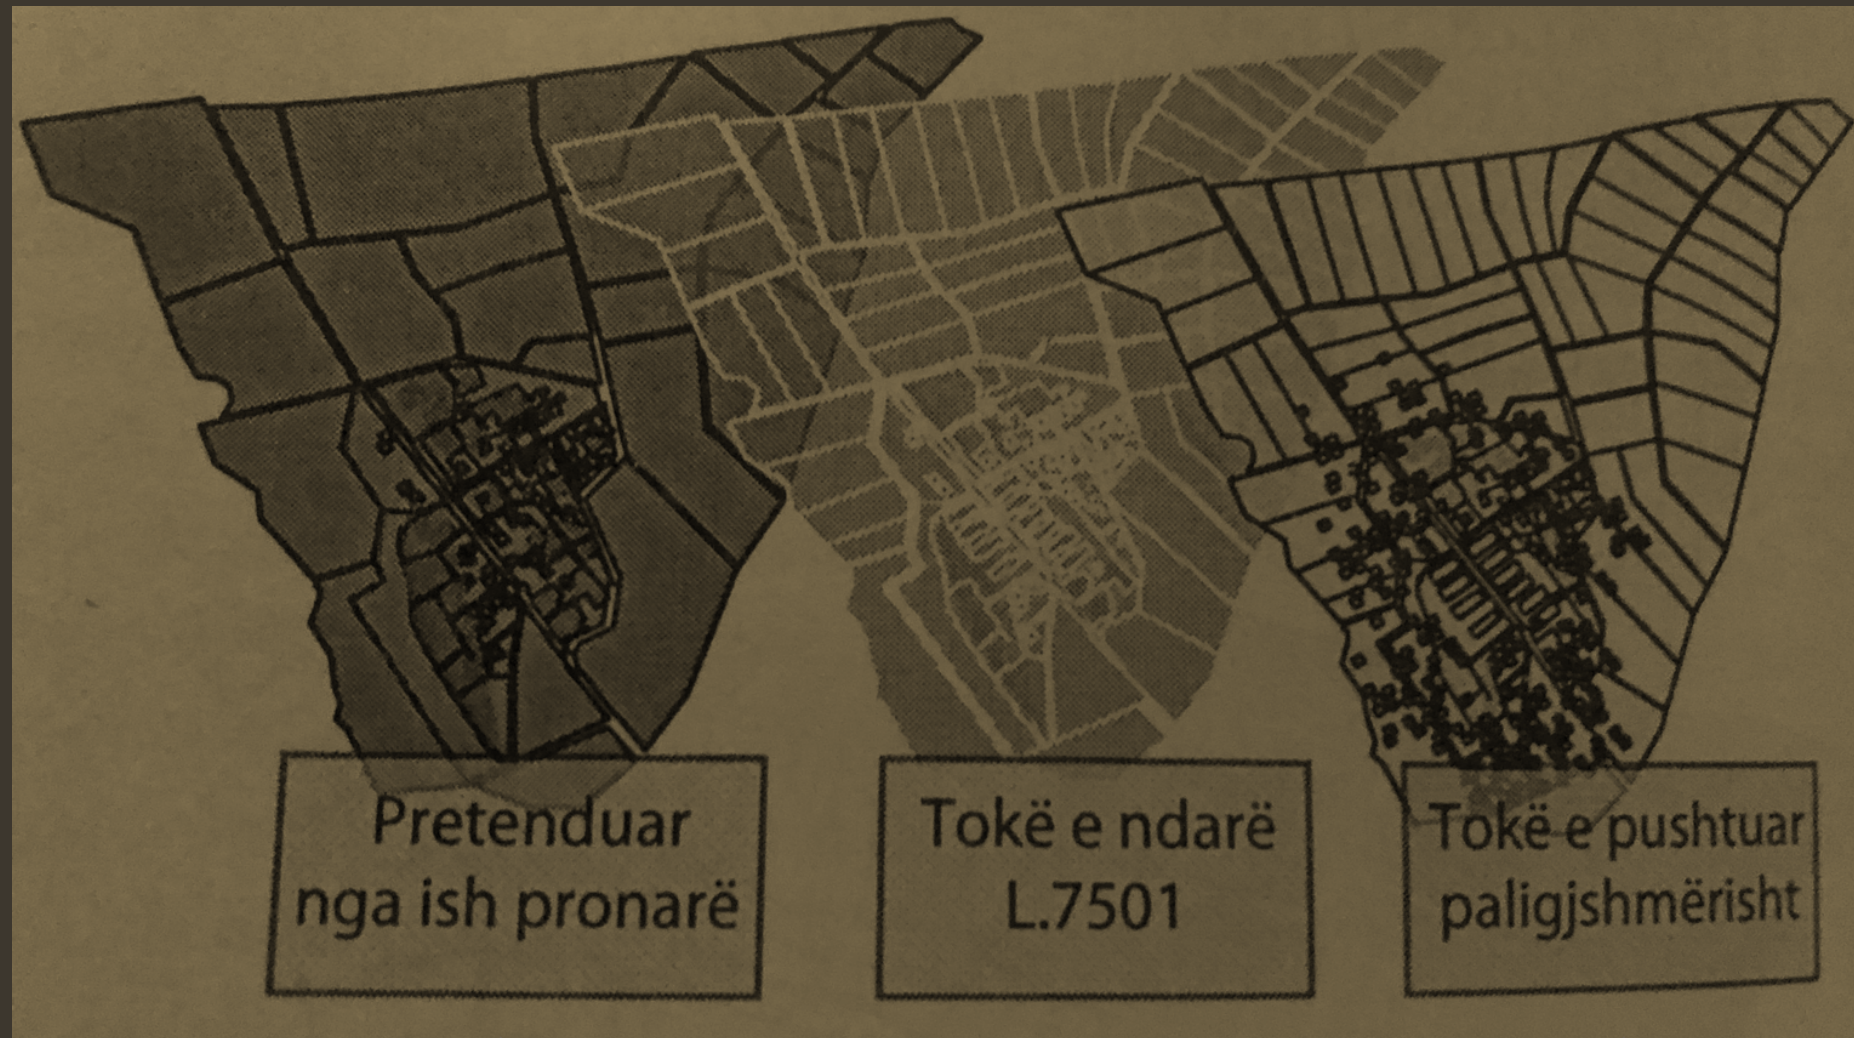 Pretenduar
nga ish pronarë
Tokë e ndarë
L.7501
Tokë e pushtuar
paligjshmërisht